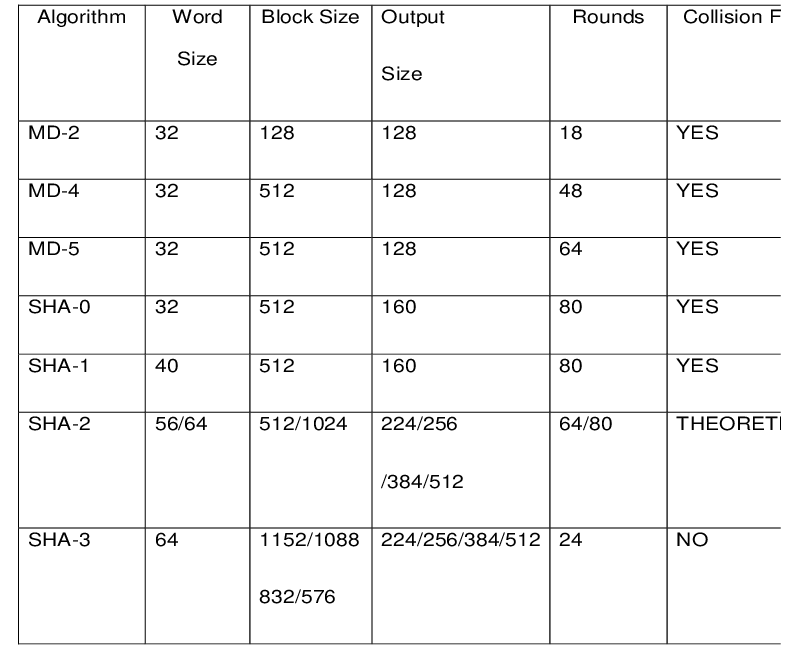 Algorithm Word Size Block Size Output Size Rounds Collision F
MD-2 32 128 128 18 YES
MD-4 32 512 128 48 YES
MD-5 32 512 128 64 YES
SHA-0 32 512 160 80 YES
SHA-1 40 512 160 80 YES
SHA-2 56/64 512/1024 224/256 /384/512 64/80 THEORETI
SHA-3 64 1152/1088 832/576 224/256/384/512 24 NO